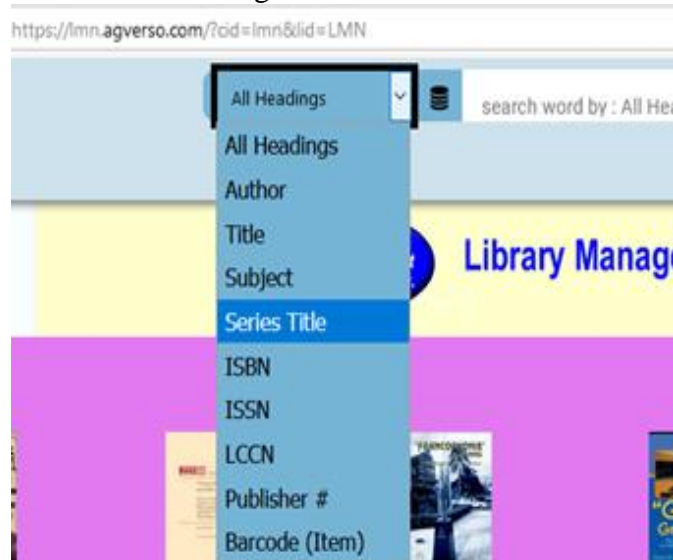 https://lmn.agverso.com/?cid=lmn&lid=LMN
All Headings
search word by : All Hea
All Headings
Author
Title
Subject
Library Manag
Series Title
ISBN
ISSN
LCCN
Publisher #
Barcode (Item)